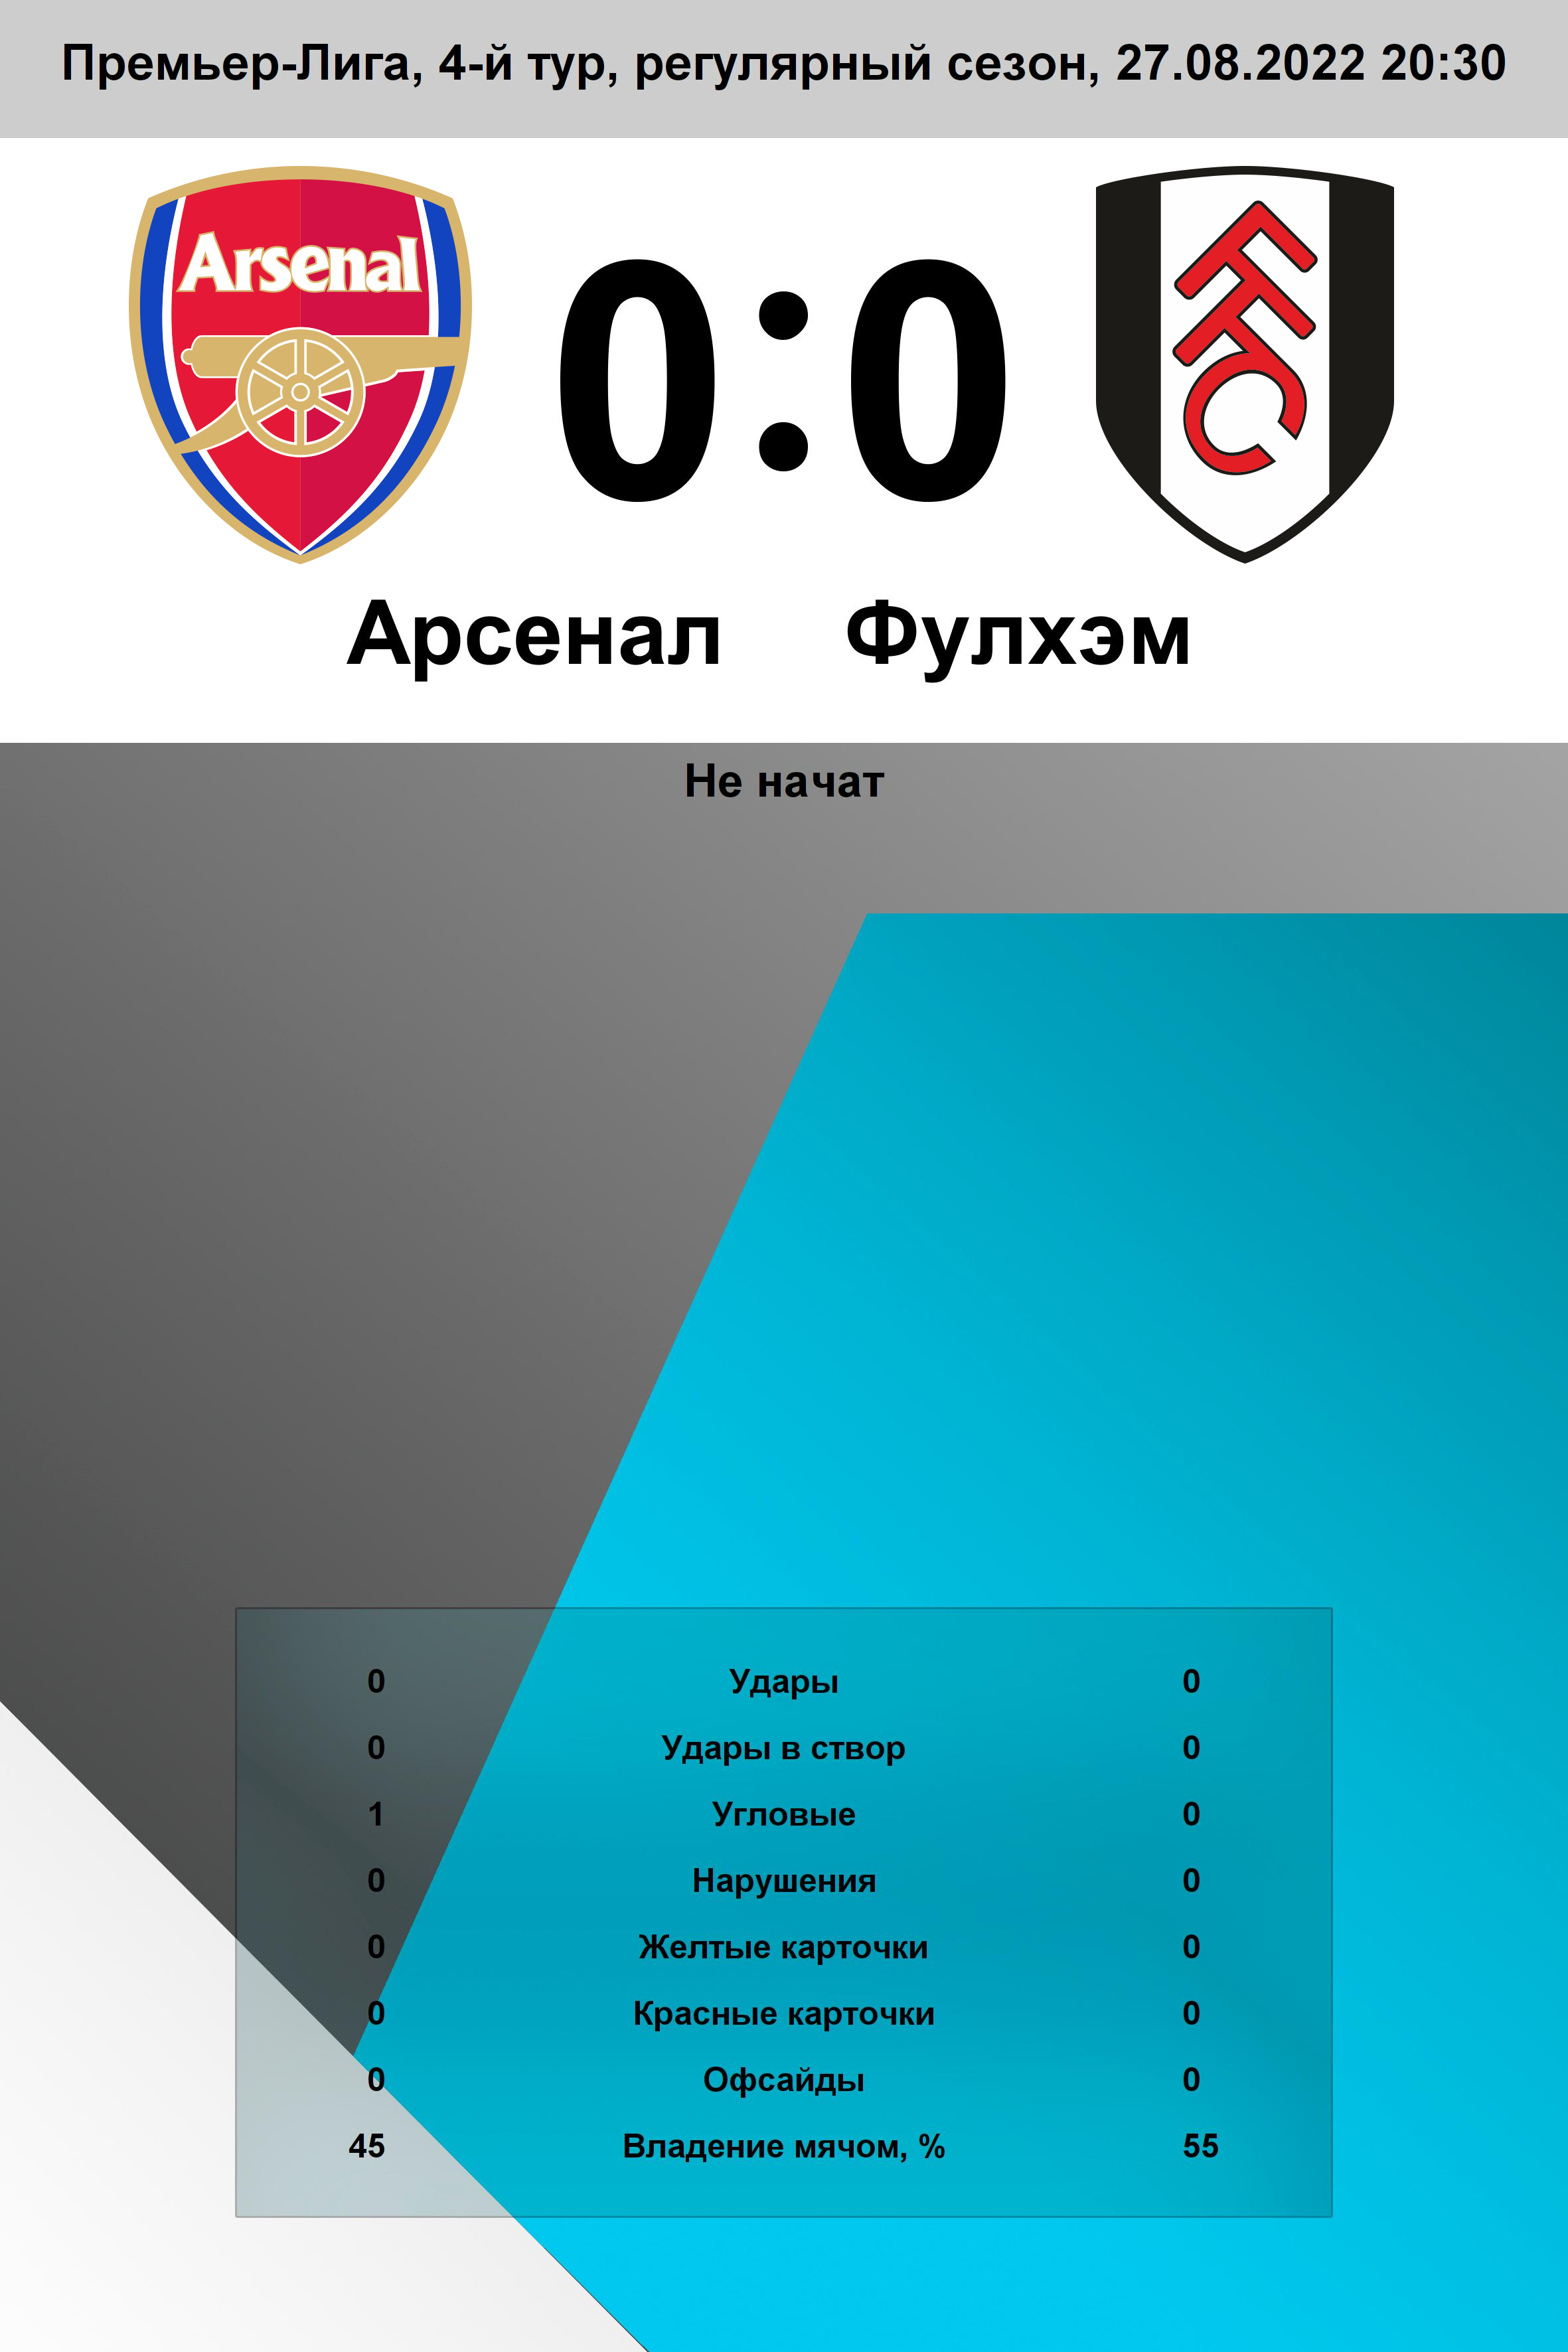 Премьер-Лига, 4-й тур, регулярный сезон, 27.08.2022 20:30
Arsenal
0:0
FFC
Арсенал Фулхэм
Не начат
0 Удары 0
0 Удары в створ 0
1 Угловые 0
0 Нарушения 0
0 Желтые карточки 0
0 Красные карточки 0
0 Офсайды 0
45 Владение мячом, % 55